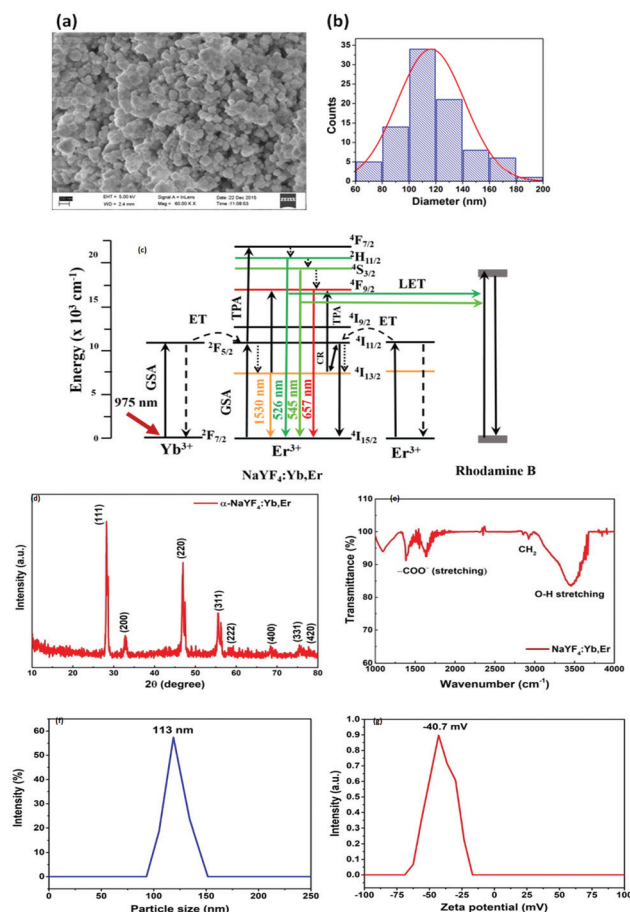 (a)
EHT = 5.00 kV
WD = 2.4 mm
Signal A = InLens
Mag = 60.00 K X
Date :22 Dec 2015
Time :11:08:03
ZEISS
(b)
35
30
25
20
15
10
5
0
Counts
60 80 100 120 140 160 180 200
Diameter (nm)
(c)
Energy (x 10³ cm⁻¹)
20
15
10
5
0
⁴F₇/₂
²H₁₁/₂
⁴S₃/₂
⁴F₉/₂
⁴I₉/₂
⁴I₁₁/₂
⁴I₁₃/₂
⁴I₁₅/₂
²F₅/₂
²F₇/₂
ET
TPA
TPA
LET
ET
CR
GSA
GSA
GSA
975 nm
1530 nm
526 nm
545 nm
657 nm
Yb³⁺
Er³⁺
Er³⁺
NaYF₄:Yb,Er
Rhodamine B
(d)
α-NaYF₄:Yb,Er
(111)
(200)
(220)
(311)
(222)
(400)
(331)
(420)
Intensity (a.u.)
10 20 30 40 50 60 70 80
2θ (degree)
(e)
110
100
90
80
70
60
Transmittance (%)
–COO⁻ (stretching)
CH₂
O-H stretching
NaYF₄:Yb,Er
1000 1500 2000 2500 3000 3500 4000
Wavenumber (cm⁻¹
(f)
113 nm
60
50
40
30
20
10
0
Intensity (%)
0 50 100 150 200 250
Particle size (nm)
(g)
-40.7 mV
1.0
0.9
0.8
0.7
0.6
0.5
0.4
0.3
0.2
0.1
0.0
Intensity (a.u.)
-100 -75 -50 -25 0 25 50 75 100
Zeta potential (mV)